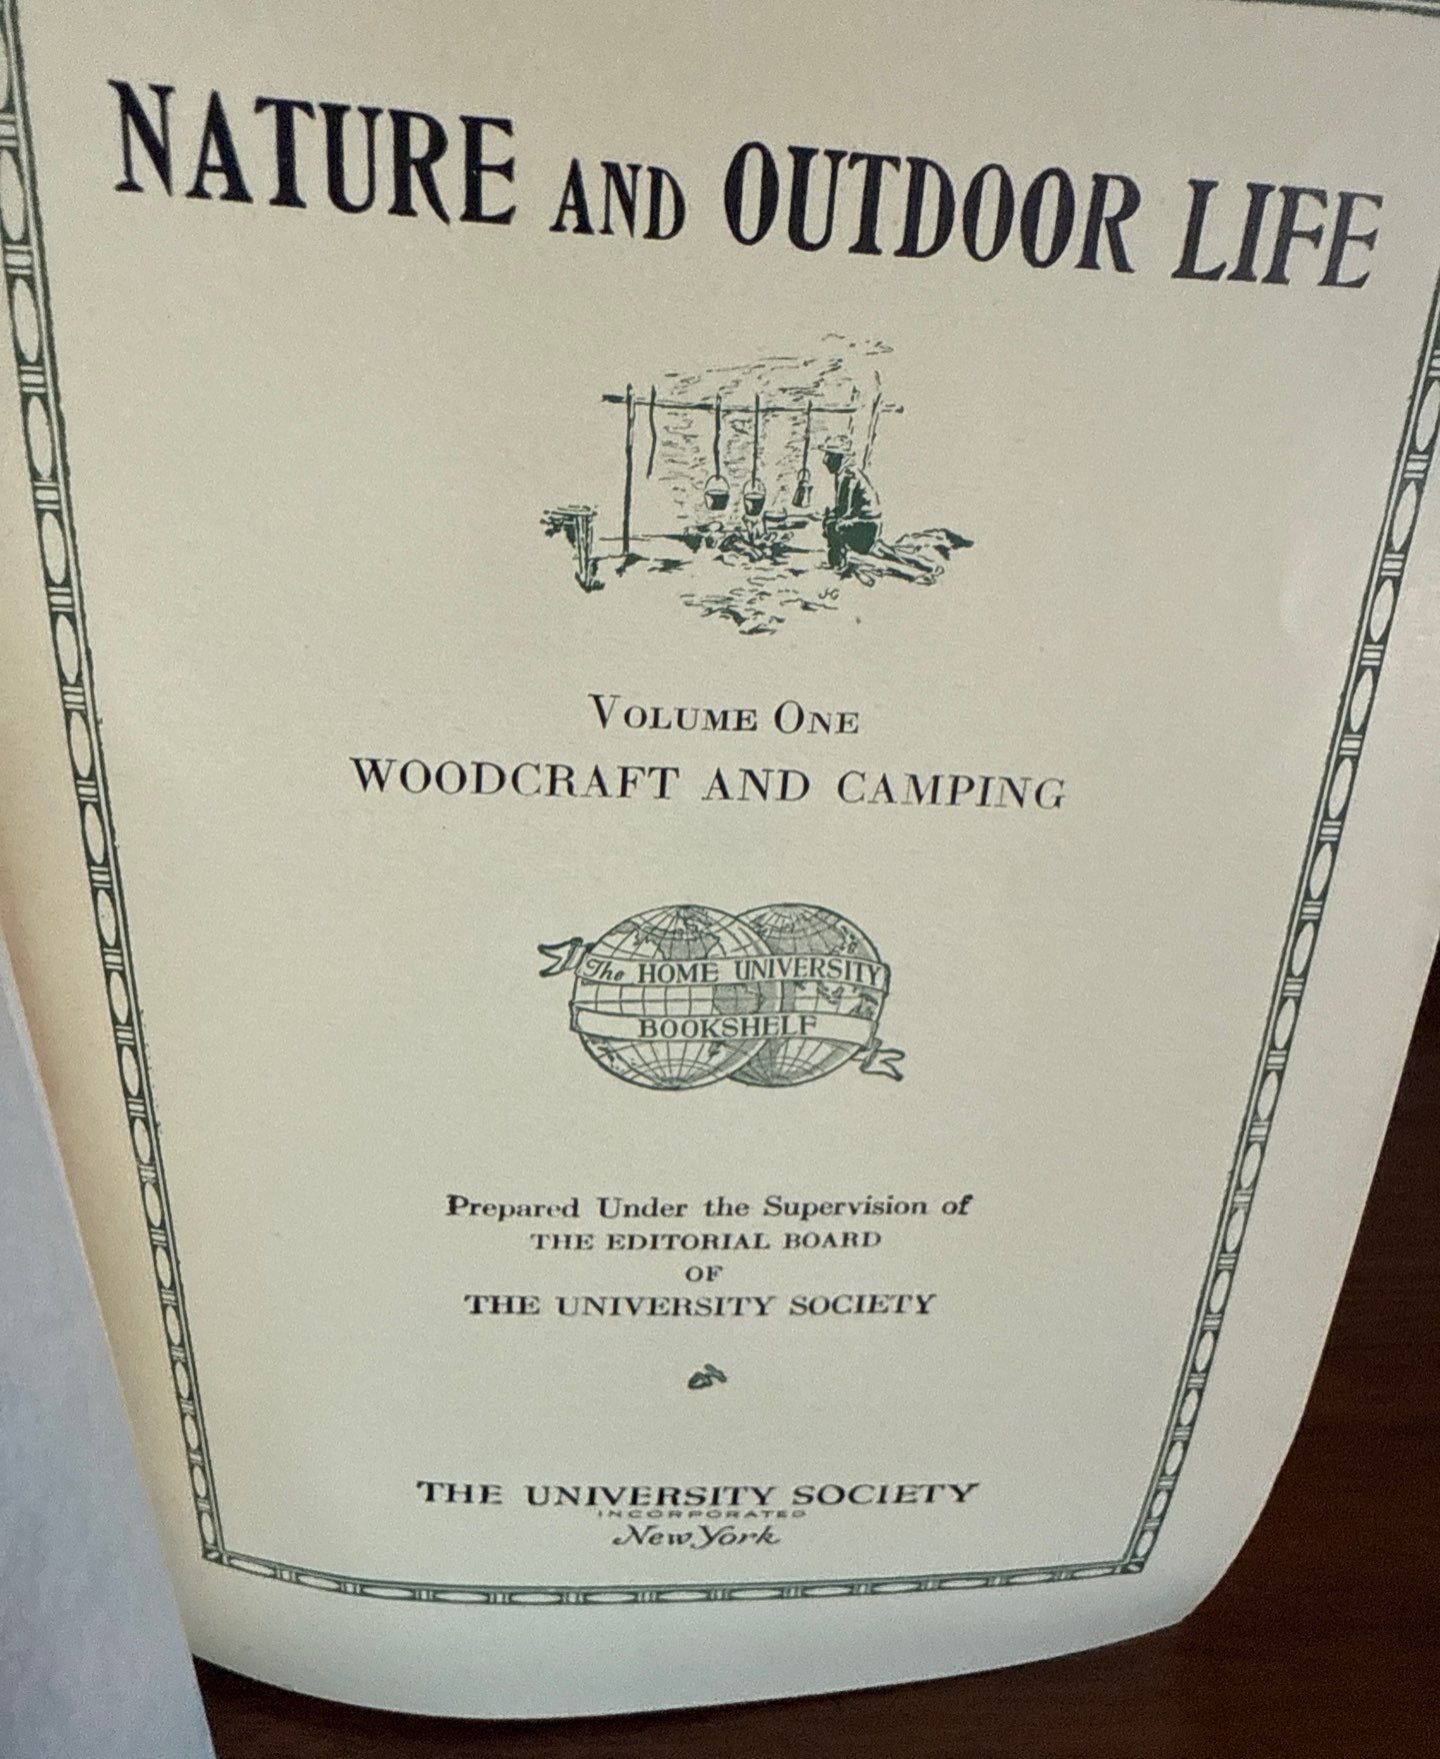 NATURE AND OUTDOOR LIFE
JG
VOLUME ONE
WOODCRAFT AND CAMPING
The HOME UNIVERSITY
BOOKSHELF
Prepared Under the Supervision of
THE EDITORIAL BOARD
OF
THE UNIVERSITY SOCIETY
THE UNIVERSITY SOCIETY
INCORPORATED
New York